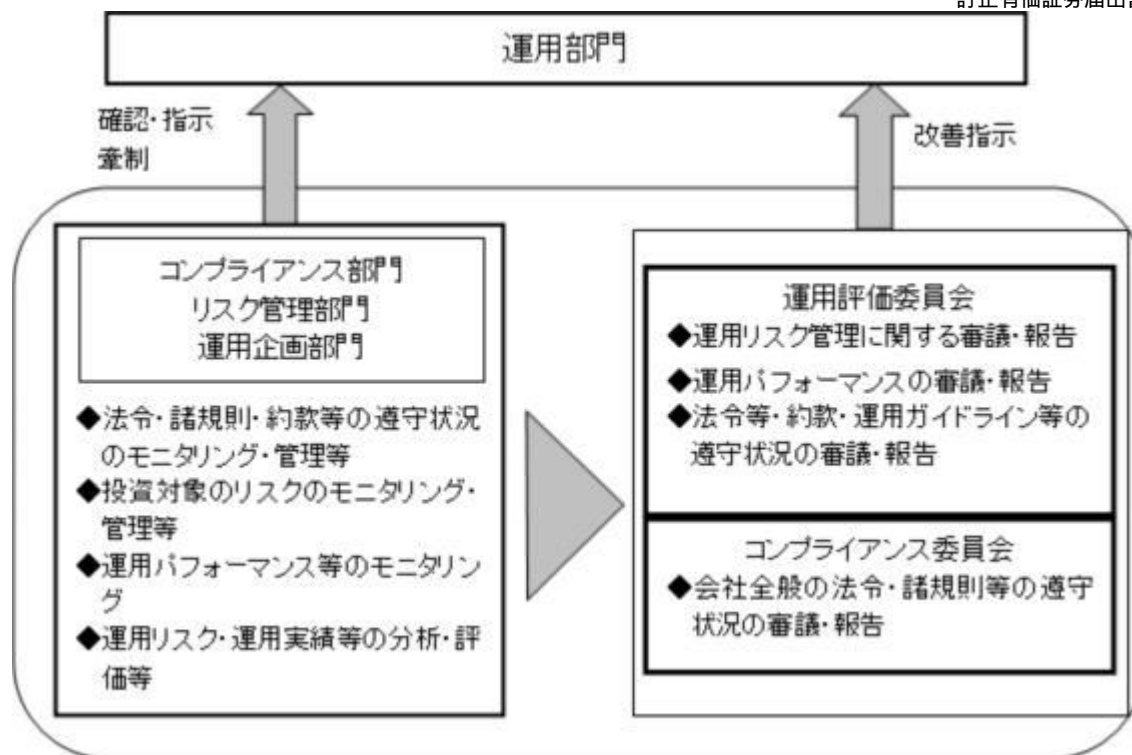 訂正有価証券届出
運用部門
確認・指示
牽制
改善指示
コンプライアンス部門
リスク管理部門
運用企画部門
◆法令・諸規則・約款等の遵守状況
のモニタリング・管理等
◆投資対象のリスクのモニタリング・
管理等
◆運用パフォーマンス等のモニタリン
グ
◆運用リスク・運用実績等の分析・評
価等
運用評価委員会
◆運用リスク管理に関する審議・報告
◆運用パフォーマンスの審議・報告
◆法令等・約款・運用ガイドライン等の
遵守状況の審議・報告
コンプライアンス委員会
◆会社全般の法令・諸規則等の遵守
状況の審議・報告